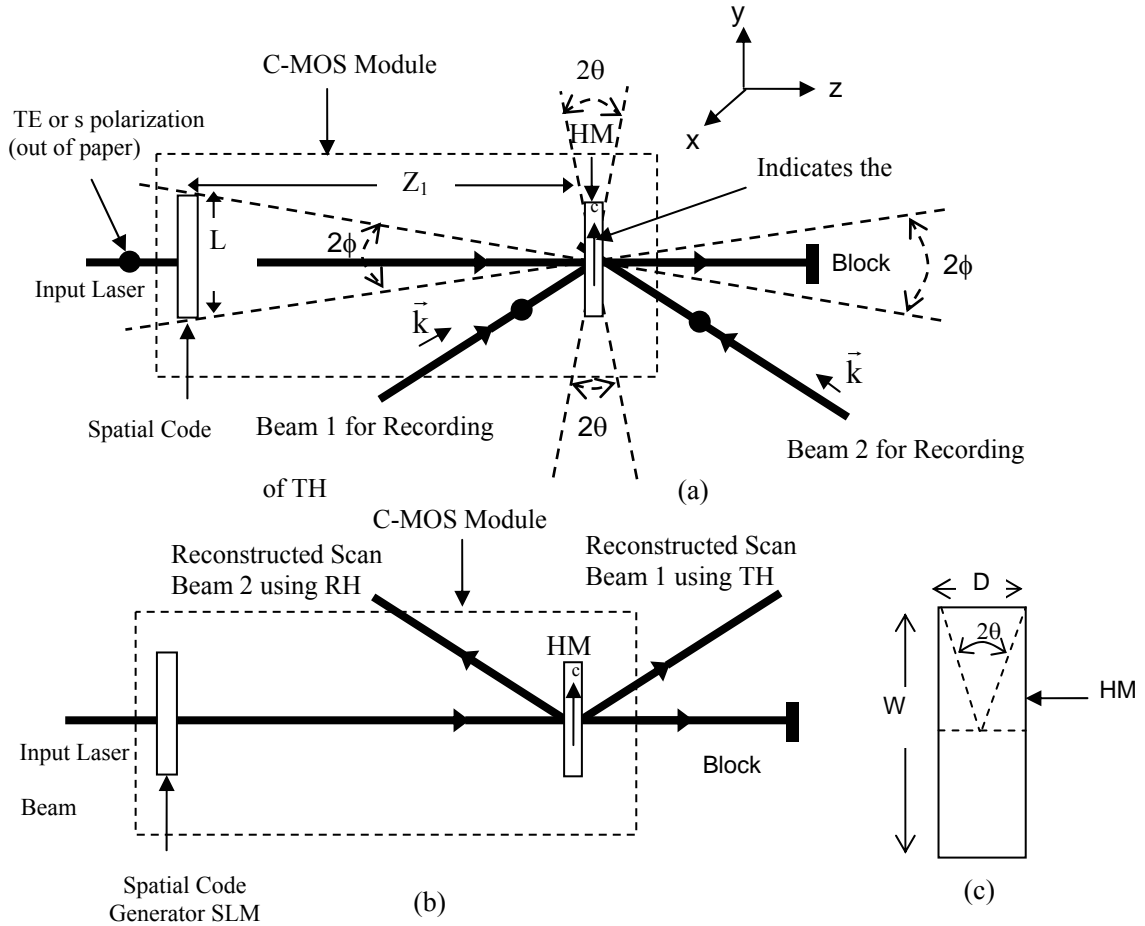 C-MOS Module
2θ
y
z
x
TE or s polarization
(out of paper)
HM
Z1
Indicates the
c
L
2ϕ
2ϕ
Input Laser
Block
k⃗
k⃗
Spatial Code
Beam 1 for Recording
2θ
Beam 2 for Recording
of TH
(a)
C-MOS Module
Reconstructed Scan
Beam 2 using RH
Reconstructed Scan
Beam 1 using TH
D
2θ
HM
c
W
HM
Input Laser
Block
Beam
Spatial Code
Generator SLM
(b)
(c)